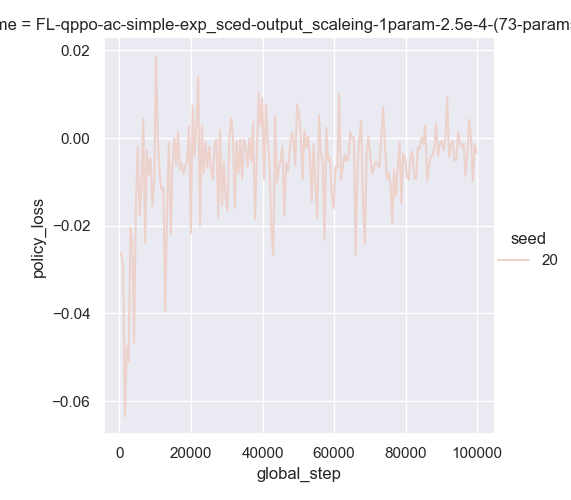 me = FL-qppo-ac-simple-exp_sced-output_scaleing-1param-2.5e-4-(73-params
0.02
0.00
−0.02
−0.04
−0.06
policy_loss
0 20000 40000 60000 80000 100000
global_step
seed
20